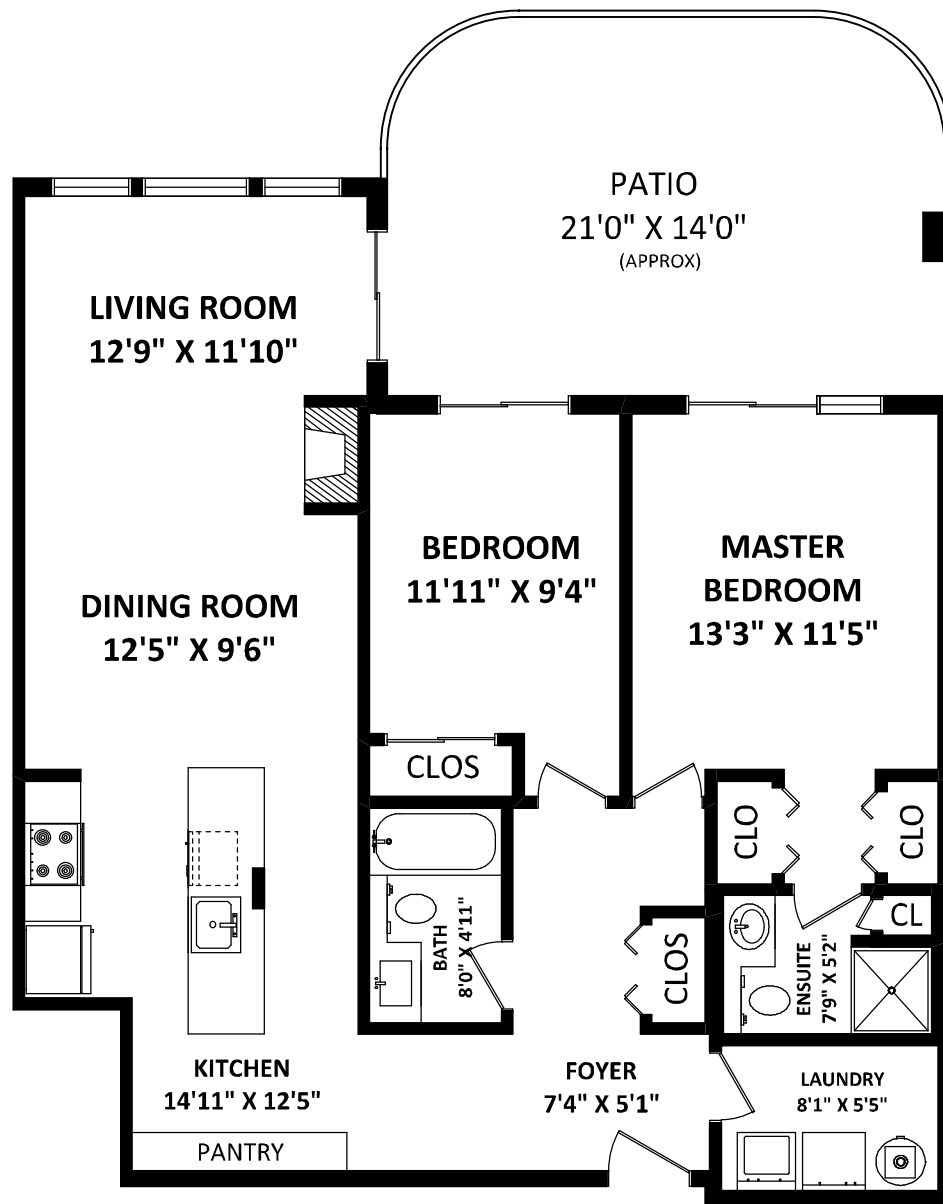 PATIO
21'0" X 14'0"
(APPROX)
LIVING ROOM
12'9" X 11'10"
BEDROOM
11'11" X 9'4"
MASTER
BEDROOM
13'3" X 11'5"
DINING ROOM
12'5" X 9'6"
CLOS
CLO
CLO
CL
BATH
8'0" X 4'11"
CLOS
ENSUITE
7'9" X 5'2"
KITCHEN
14'11" X 12'5"
FOYER
7'4" X 5'1"
LAUNDRY
8'1" X 5'5"
PANTRY